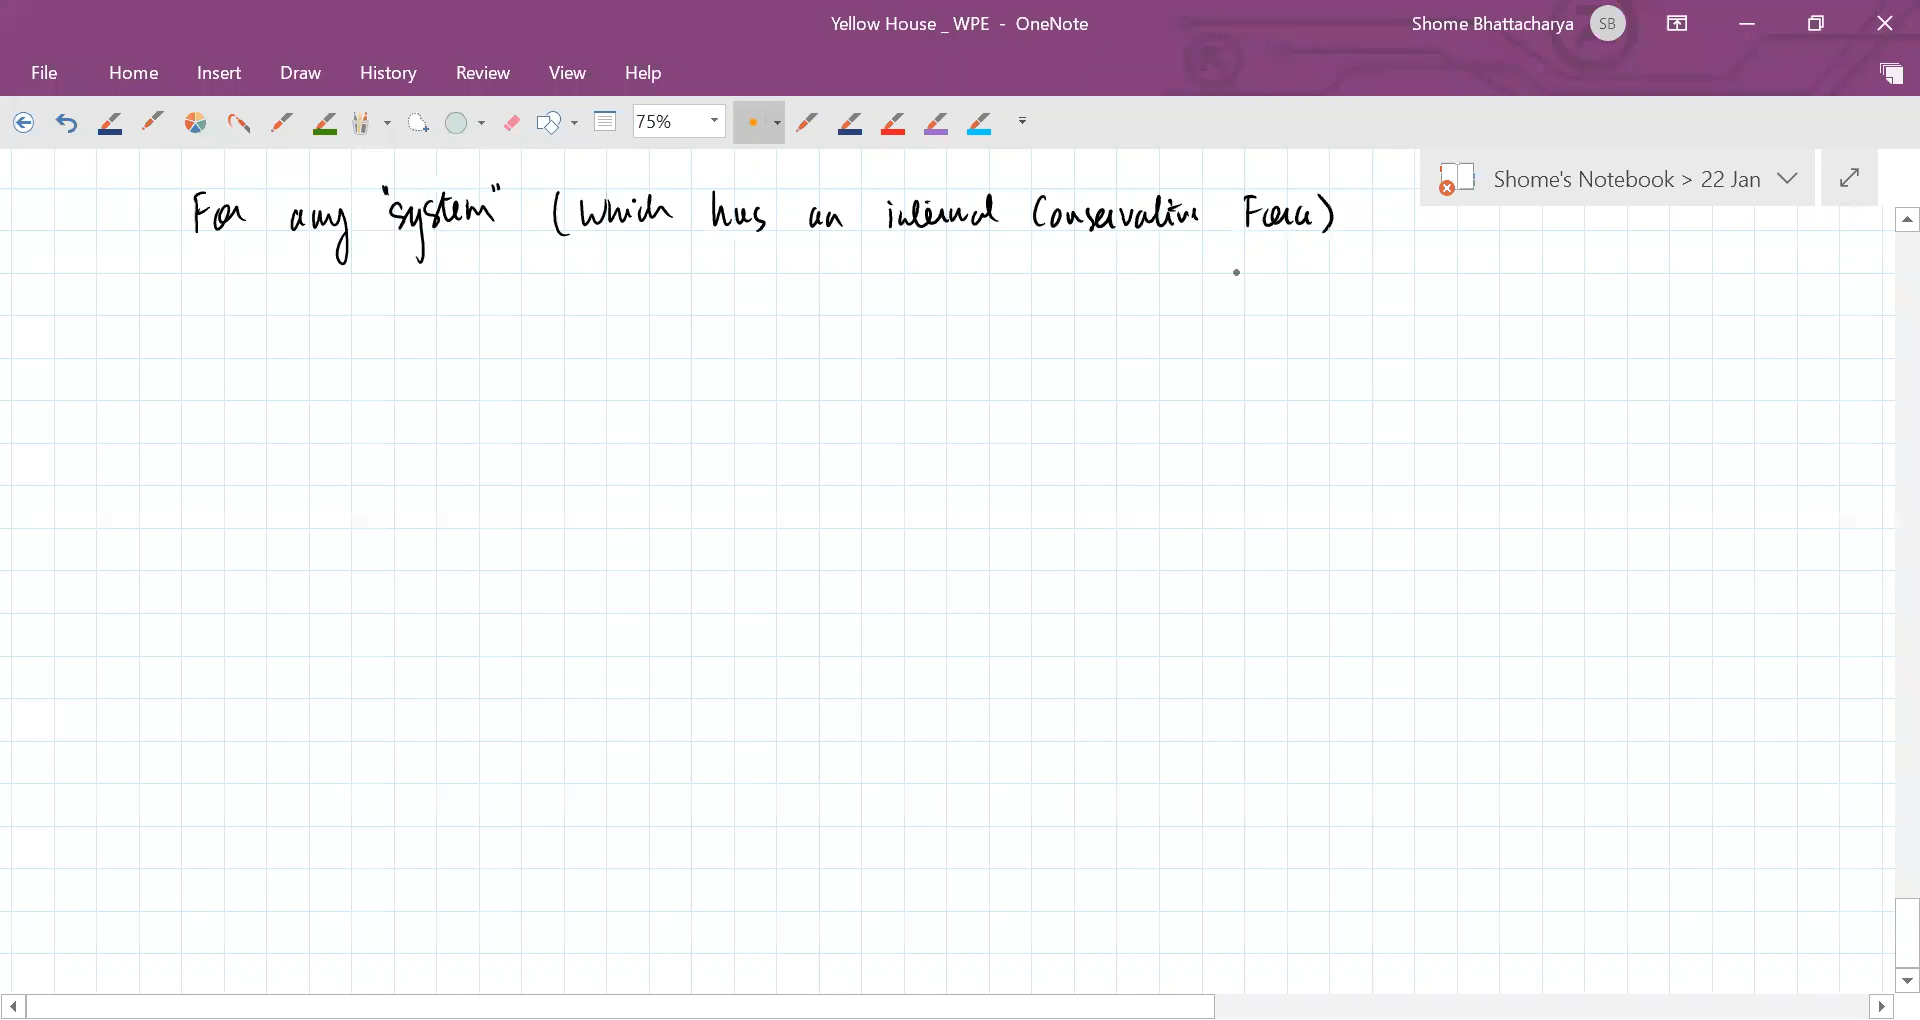 Yellow House _ WPE - OneNote
Shome Bhattacharya
SB
File Home Insert Draw History Review View Help
75%
Shome's Notebook > 22 Jan
For any "system" (which has an internal Conservative Force)